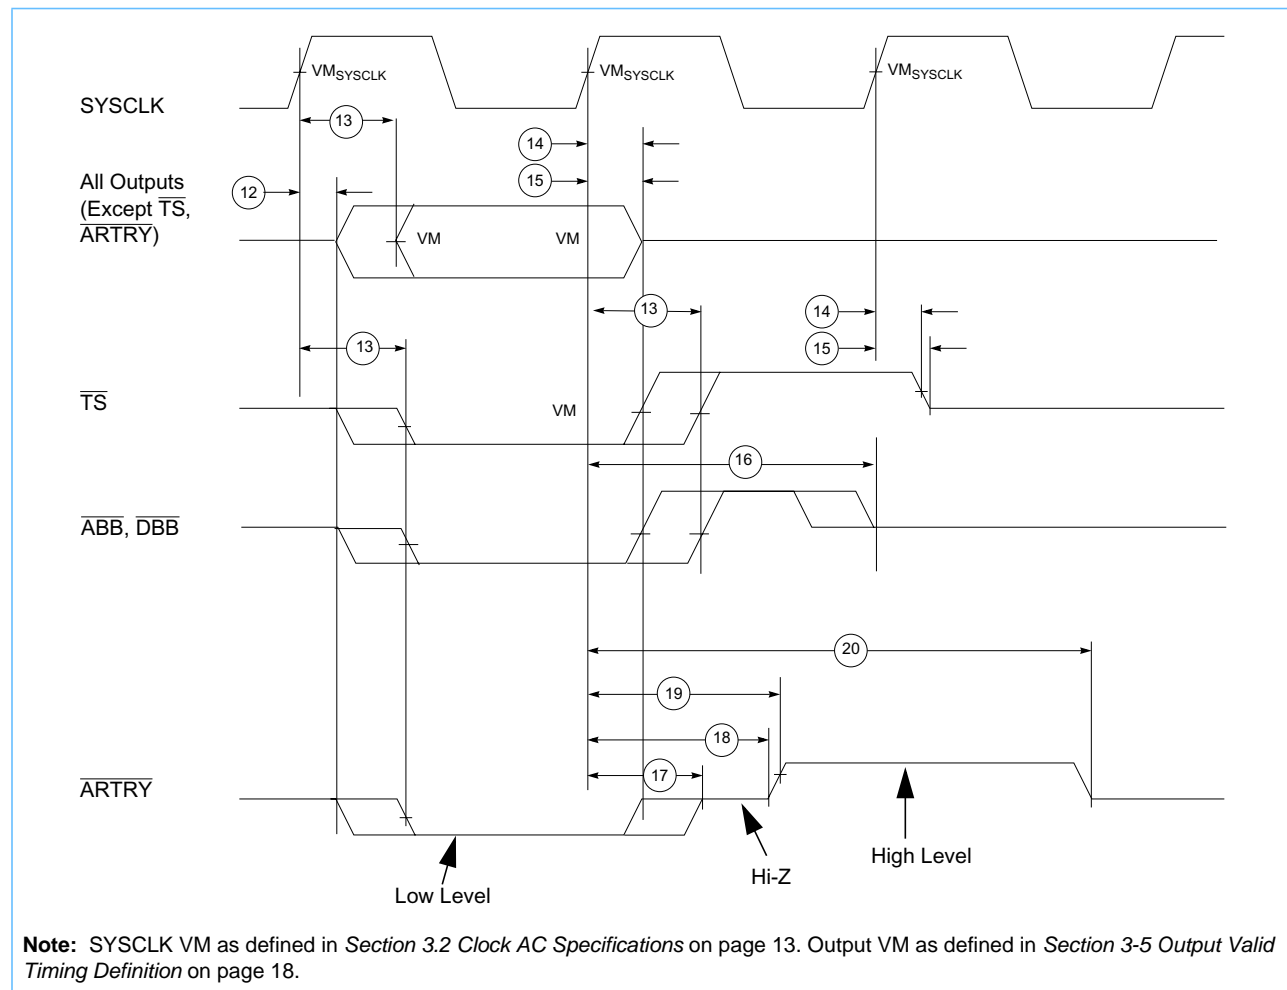 VMSYSCLK VMSYSCLK VMSYSCLK
SYSCLK
13
14
15
12
All Outputs
(Except TS,
ARTRY)
VM VM
13
14
13
15
TS
VM
16
ABB, DBB
20
19
18
17
ARTRY
High Level
Hi-Z
Low Level
Note: SYSCLK VM as defined in Section 3.2 Clock AC Specifications on page 13. Output VM as defined in Section 3-5 Output Valid
Timing Definition on page 18.